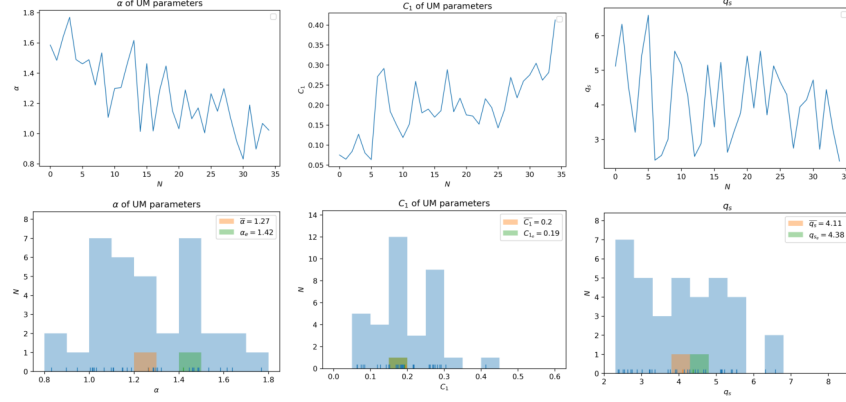 α of UM parameters
1.8
1.6
1.4
1.2
1.0
0.8
α
0 5 10 15 20 25 30 35
N
C₁ of UM parameters
0.40
0.35
0.30
0.25
0.20
0.15
0.10
0.05
C₁
0 5 10 15 20 25 30 35
N
qₛ
6
5
4
3
qₛ
0 5 10 15 20 25 30 35
N
α of UM parameters
8
7
6
5
4
3
2
1
0
N
α̅ = 1.27
αₑ = 1.42
0.8 1.0 1.2 1.4 1.6 1.8
α
C₁ of UM parameters
14
12
10
8
6
4
2
0
N
C̅₁ = 0.2
C₁ₑ = 0.19
0.0 0.1 0.2 0.3 0.4 0.5 0.6
C₁
qₛ
9
8
7
6
5
4
3
2
1
0
N
q̅ₛ = 4.11
qₛₑ = 4.38
2 3 4 5 6 7 8
qₛ